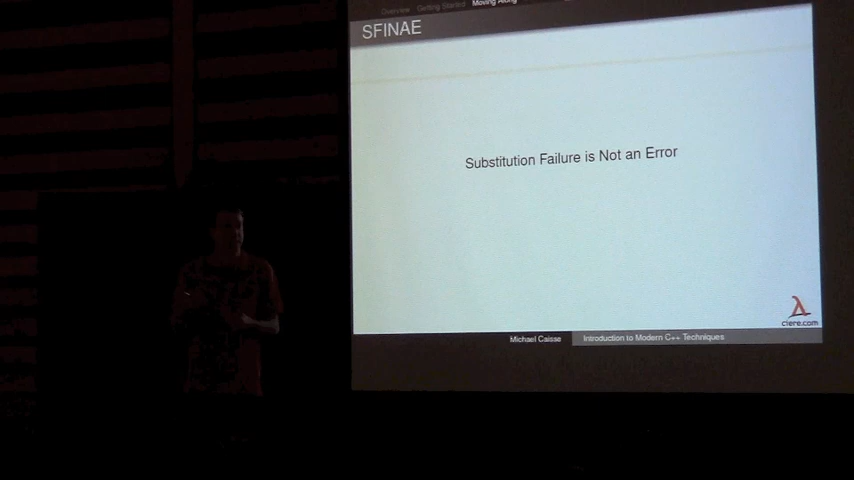 Overview Getting Started Moving Along
SFINAE
Substitution Failure is Not an Error
λ
ciere.com
Michael Caisse Introduction to Modern C++ Techniques